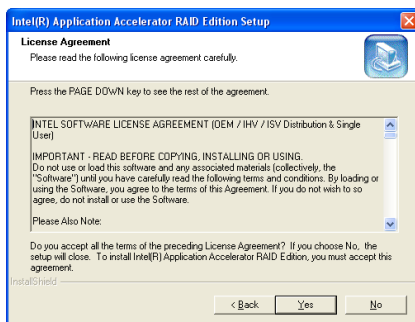 Intel(R) Application Accelerator RAID Edition Setup
License Agreement
Please read the following license agreement carefully.
Press the PAGE DOWN key to see the rest of the agreement.
INTEL SOFTWARE LICENSE AGREEMENT (OEM / IHV / ISV Distribution & Single
User)
IMPORTANT - READ BEFORE COPYING, INSTALLING OR USING.
Do not use or load this software and any associated materials (collectively, the
"Software") until you have carefully read the following terms and conditions. By loading or
using the Software, you agree to the terms of this Agreement. If you do not wish to so
agree, do not install or use the Software.
Please Also Note:
Do you accept all the terms of the preceding License Agreement? If you choose No, the
setup will close. To install Intel(R) Application Accelerator RAID Edition, you must accept this
agreement.
InstallShield
< Back
Yes
No